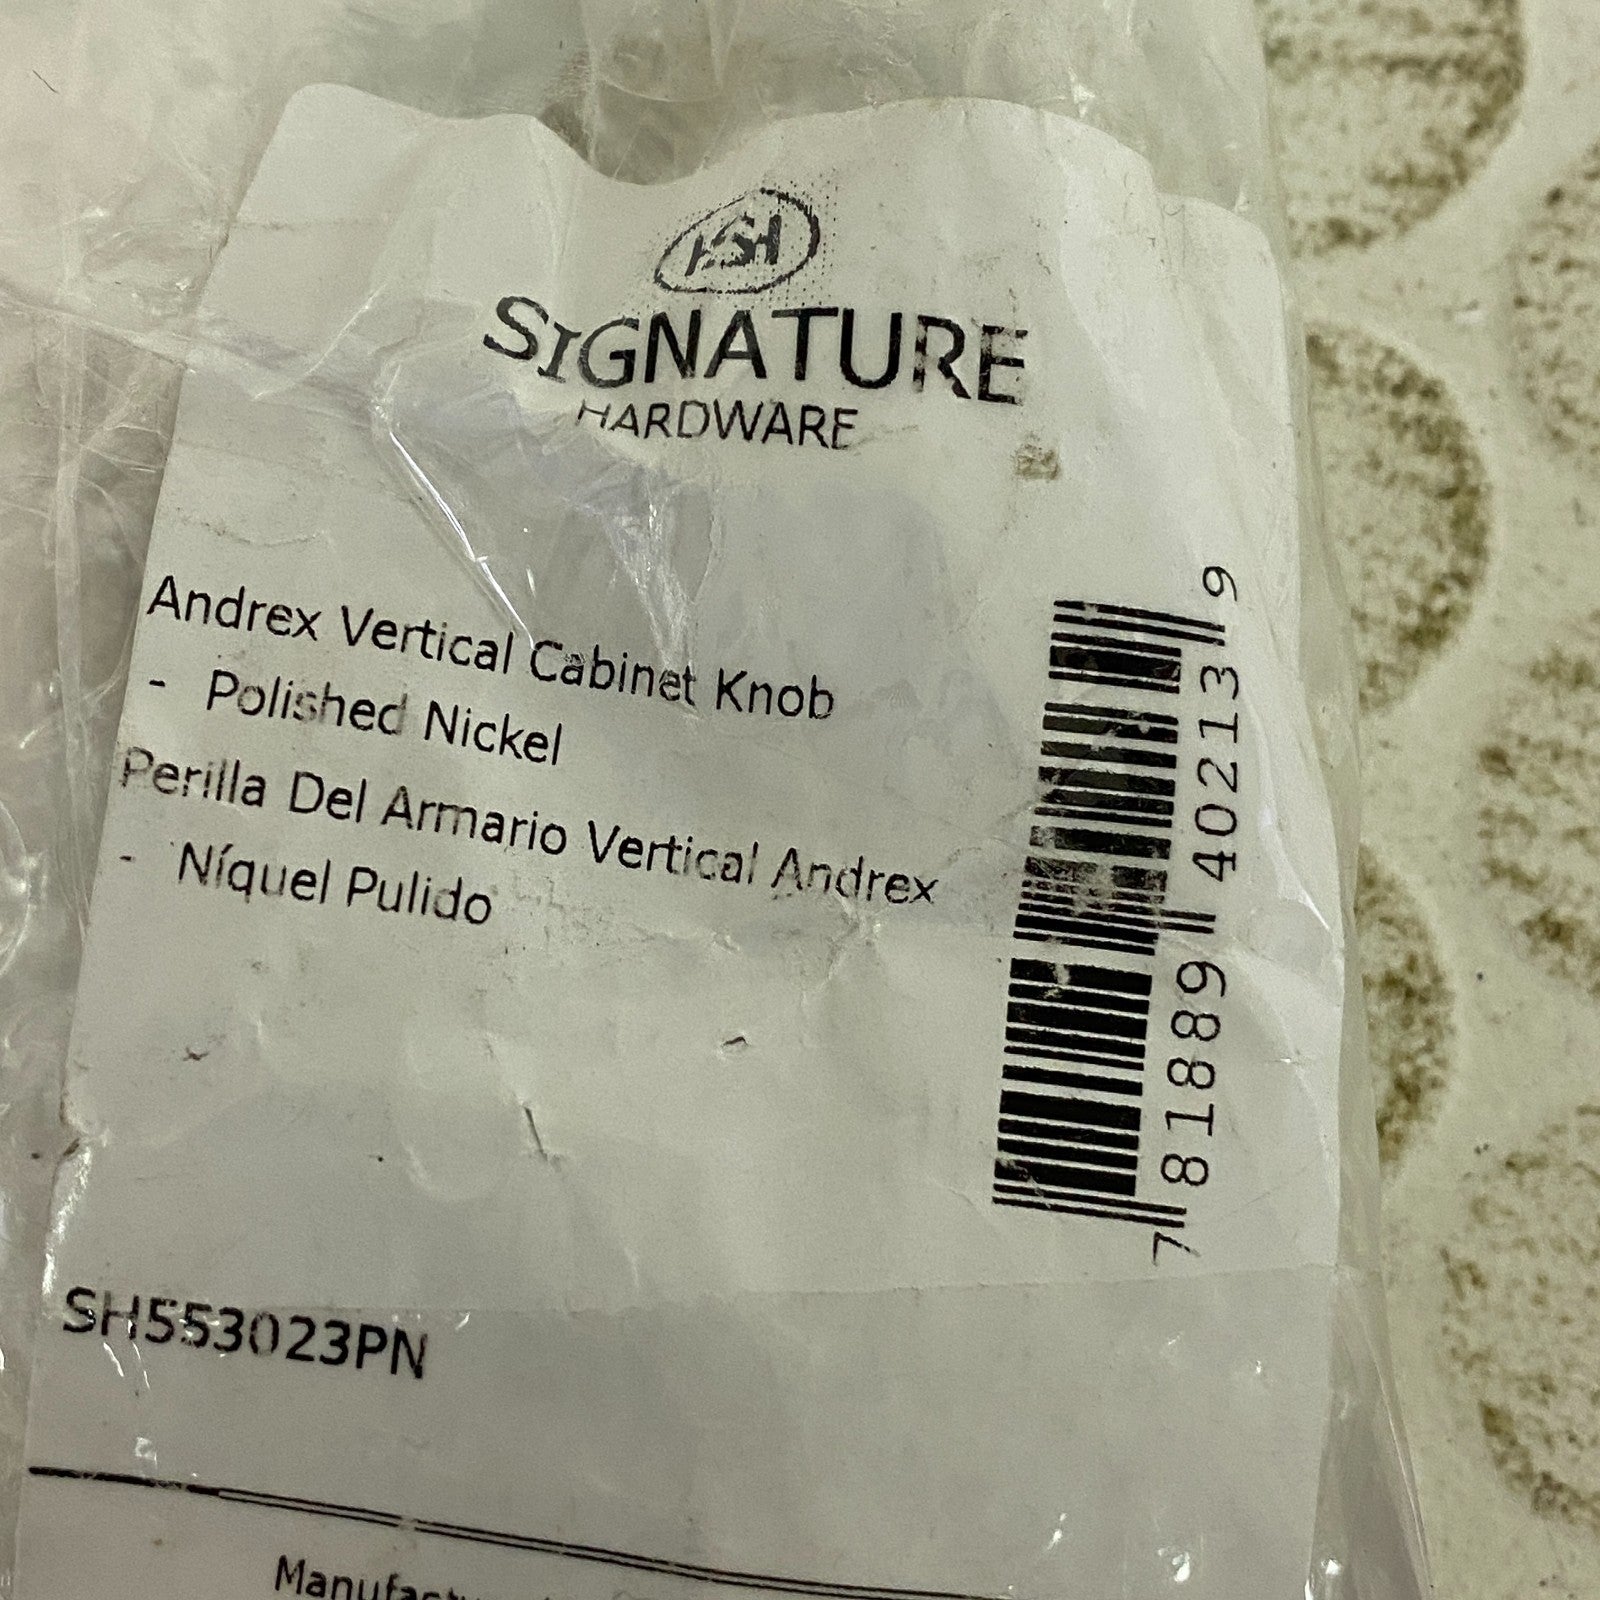 SH
SIGNATURE
HARDWARE
Andrex Vertical Cabinet Knob
- Polished Nickel
Perilla Del Armario Vertical Andrex
- Níquel Pulido
7 81889 40213 9
SH553023PN